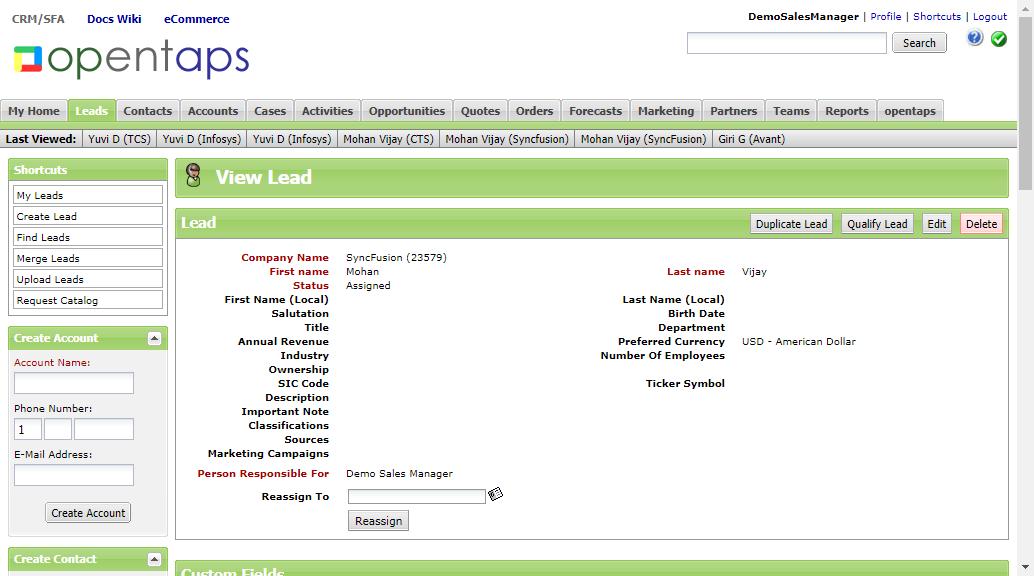 CRM/SFA Docs Wiki eCommerce
DemoSalesManager | Profile | Shortcuts | Logout
opentaps
Search
My Home Leads Contacts Accounts Cases Activities Opportunities Quotes Orders Forecasts Marketing Partners Teams Reports opentaps
Last Viewed: Yuvi D (TCS) Yuvi D (Infosys) Yuvi D (Infosys) Mohan Vijay (CTS) Mohan Vijay (Syncfusion) Mohan Vijay (SyncFusion) Giri G (Avant)
Shortcuts
My Leads
Create Lead
Find Leads
Merge Leads
Upload Leads
Request Catalog
Create Account
Account Name:
Phone Number:
1
E-Mail Address:
Create Account
Create Contact
View Lead
Lead
Duplicate Lead Qualify Lead Edit Delete
Company Name SyncFusion (23579)
First name Mohan Last name Vijay
Status Assigned
First Name (Local) Last Name (Local)
Salutation Birth Date
Title Department
Annual Revenue Preferred Currency USD - American Dollar
Industry Number Of Employees
Ownership
SIC Code Ticker Symbol
Description
Important Note
Classifications
Sources
Marketing Campaigns
Person Responsible For Demo Sales Manager
Reassign To
Reassign
Custom Fields